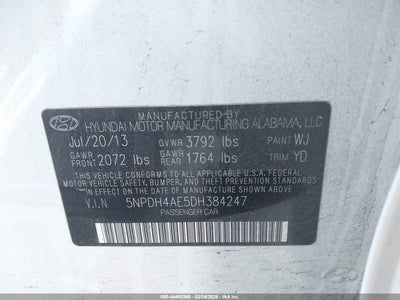 MANUFACTURED BY
HYUNDAI MOTOR MANUFACTURING ALABAMA, LLC
Jul/20/13 GVWR 3792 lbs PAINT WJ
GAWR FRONT 2072 lbs GAWR REAR 1764 lbs TRIM YD
THIS VEHICLE CONFORMS TO ALL APPLICABLE FEDERAL
MOTOR VEHICLE SAFETY, BUMPER, AND THEFT PREVENTION
STANDARDS IN EFFECT ON THE DATE OF MANUFACTURE
SHOWN ABOVE.
V.I.N 5NPDH4AE5DH384247
PASSENGER CAR